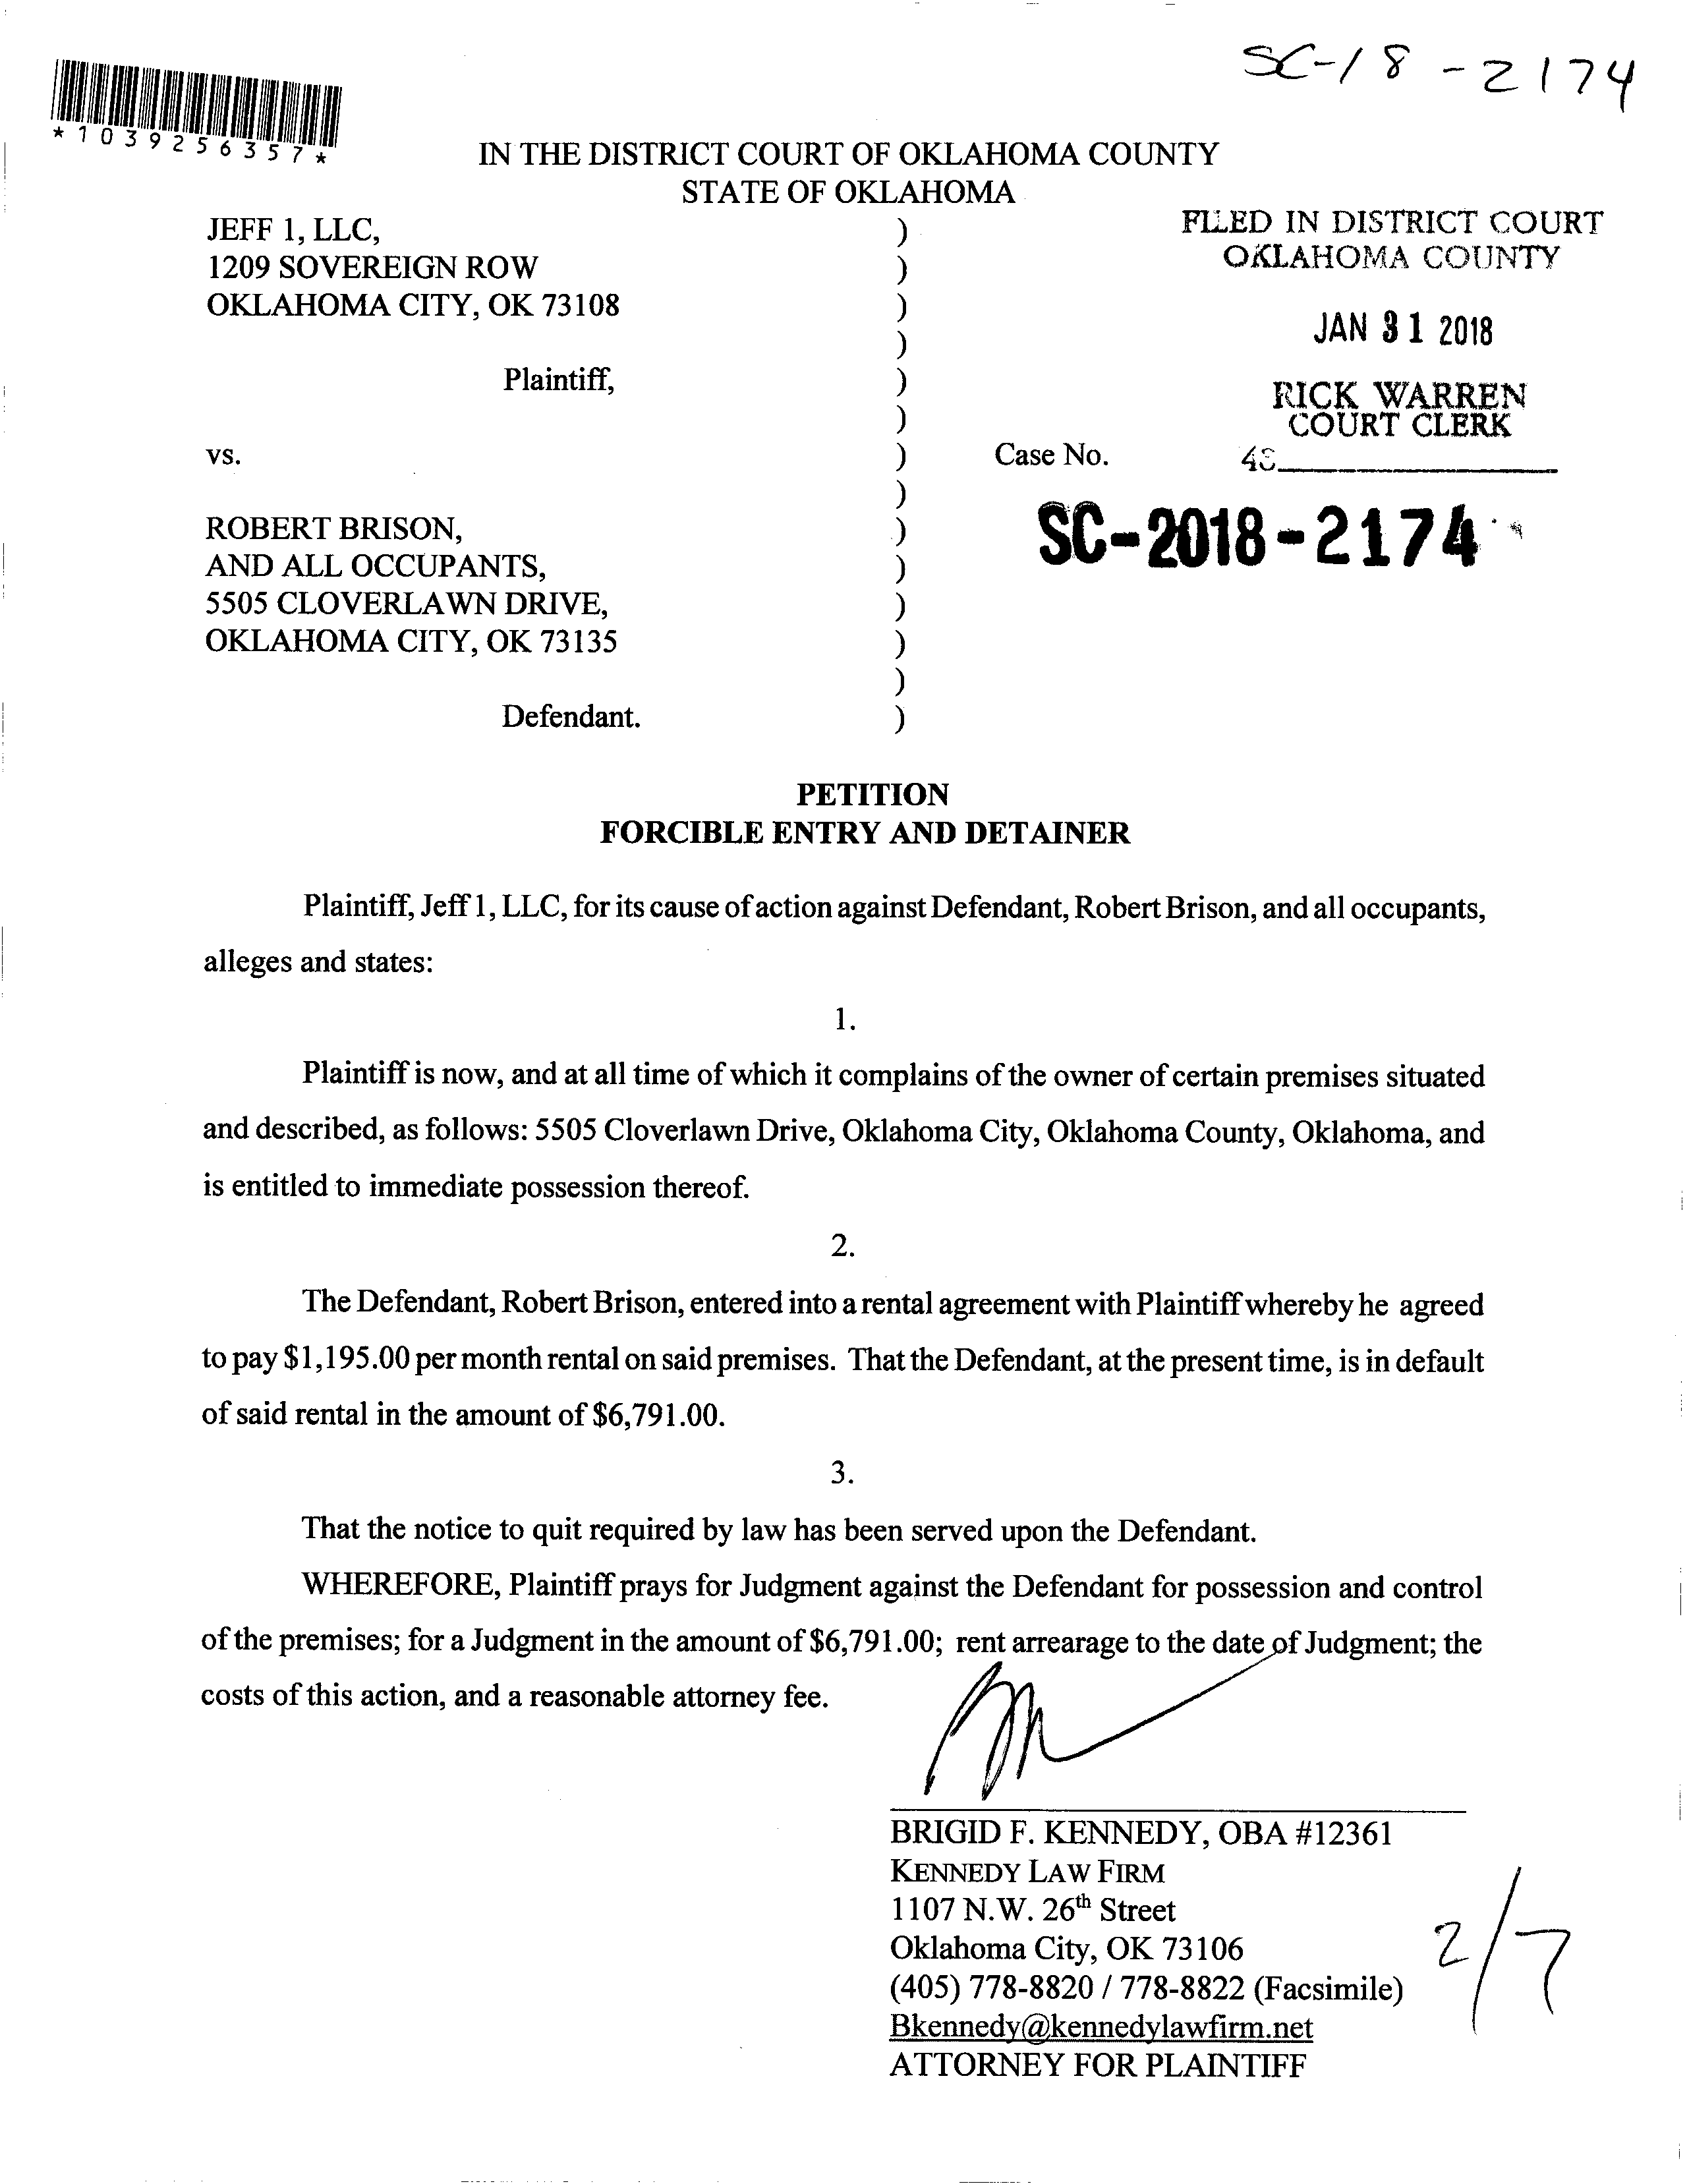 SC-18-2174
*1039256357*
IN THE DISTRICT COURT OF OKLAHOMA COUNTY
STATE OF OKLAHOMA
JEFF 1, LLC, )
1209 SOVEREIGN ROW )
OKLAHOMA CITY, OK 73108 )
)
Plaintiff, )
)
vs. )
)
ROBERT BRISON, )
AND ALL OCCUPANTS, )
5505 CLOVERLAWN DRIVE, )
OKLAHOMA CITY, OK 73135 )
)
Defendant. )
FILED IN DISTRICT COURT
OKLAHOMA COUNTY
JAN 31 2018
RICK WARREN
COURT CLERK
Case No.
SC-2018-2174
PETITION
FORCIBLE ENTRY AND DETAINER
Plaintiff, Jeff 1, LLC, for its cause of action against Defendant, Robert Brison, and all occupants,
alleges and states:
1.
Plaintiff is now, and at all time of which it complains of the owner of certain premises situated
and described, as follows: 5505 Cloverlawn Drive, Oklahoma City, Oklahoma County, Oklahoma, and
is entitled to immediate possession thereof.
2.
The Defendant, Robert Brison, entered into a rental agreement with Plaintiff whereby he agreed
to pay $1,195.00 per month rental on said premises. That the Defendant, at the present time, is in default
of said rental in the amount of $6,791.00.
3.
That the notice to quit required by law has been served upon the Defendant.
WHEREFORE, Plaintiff prays for Judgment against the Defendant for possession and control
of the premises; for a Judgment in the amount of $6,791.00; rent arrearage to the date of Judgment; the
costs of this action, and a reasonable attorney fee.
BRIGID F. KENNEDY, OBA #12361
KENNEDY LAW FIRM
1107 N.W. 26th Street
Oklahoma City, OK 73106
(405) 778-8820 / 778-8822 (Facsimile)
Bkennedy@kennedylawfirm.net
ATTORNEY FOR PLAINTIFF
2/7